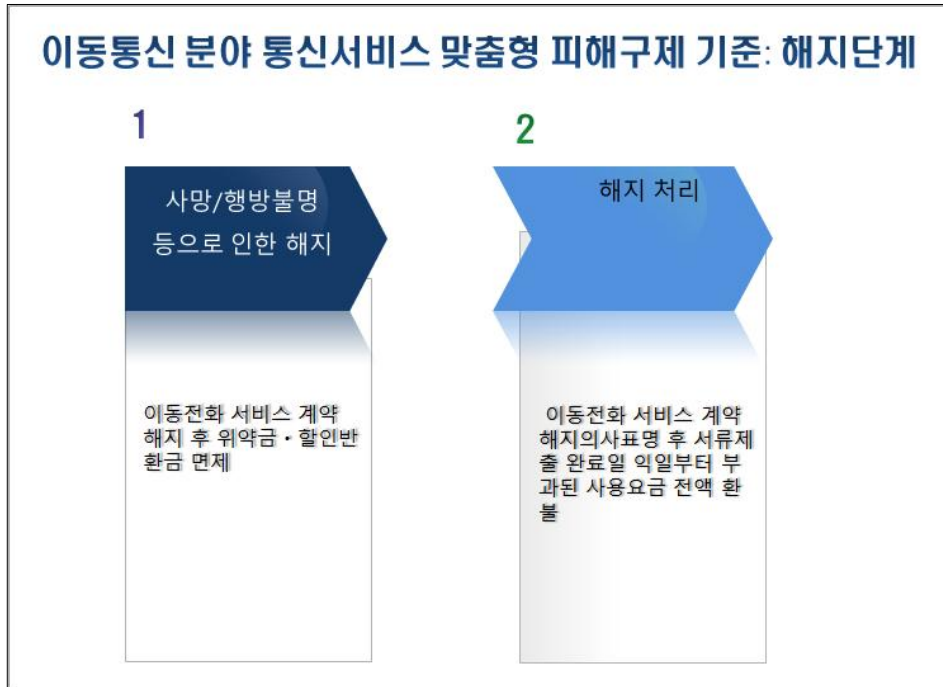 이동통신 분야 통신서비스 맞춤형 피해구제 기준: 해지단계
1
사망/행방불명
등으로 인한 해지
이동전화 서비스 계약
해지 후 위약금・할인반
환금 면제
2
해지 처리
이동전화 서비스 계약
해지의사표명 후 서류제
출 완료일 익일부터 부
과된 사용요금 전액 환
불